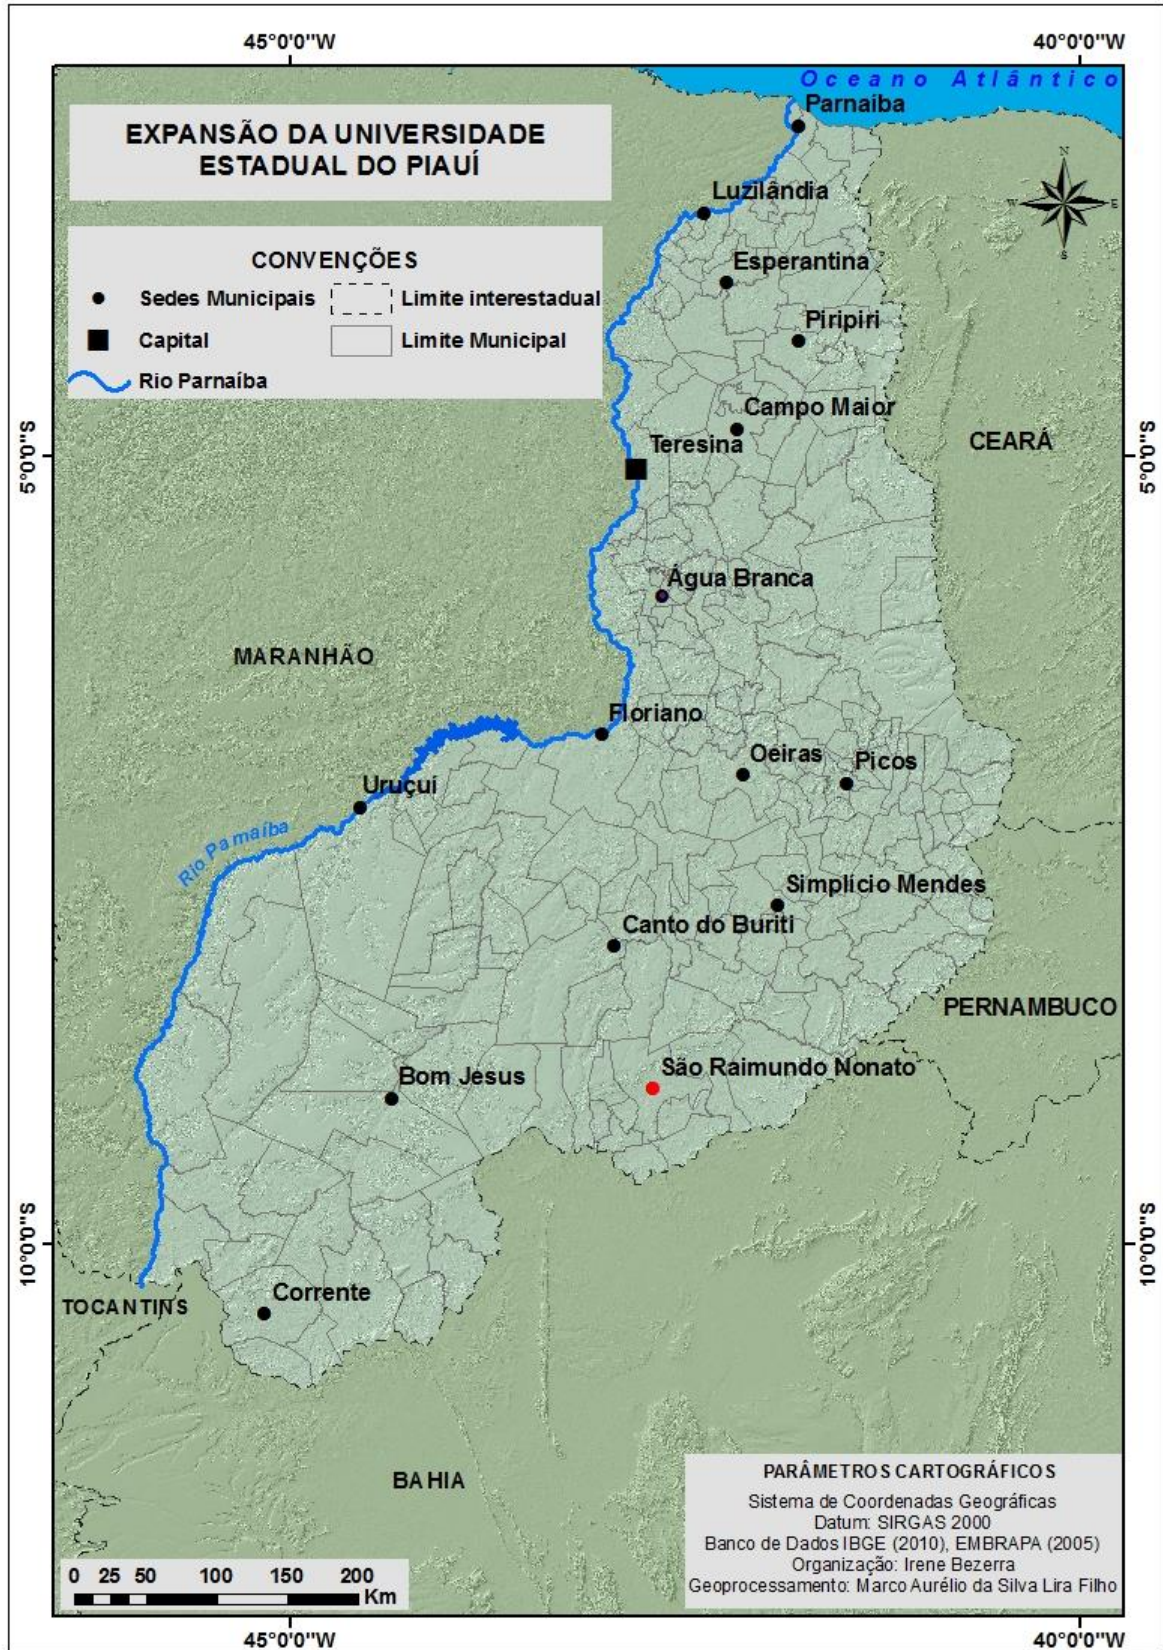 45°0'0"W
40°0'0"W
Oceano Atlântico
EXPANSÃO DA UNIVERSIDADE
ESTADUAL DO PIAUÍ
Parnaíba
N
W
E
S
Luzilândia
CONVENÇÕES
Sedes Municipais
Limite interestadual
Capital
Limite Municipal
Rio Parnaíba
Esperantina
Piripiri
Campo Maior
Teresina
CEARÁ
5°0'0"S
5°0'0"S
Água Branca
MARANHÃO
Floriano
Oeiras
Picos
Uruçuí
Rio Parnaíba
Simplício Mendes
Canto do Buriti
PERNAMBUCO
São Raimundo Nonato
Bom Jesus
10°0'0"S
10°0'0"S
Corrente
TOCANTINS
BAHIA
PARÂMETROS CARTOGRÁFICOS
Sistema de Coordenadas Geográficas
Datum: SIRGAS 2000
Banco de Dados IBGE (2010), EMBRAPA (2005)
Organização: Irene Bezerra
Geoprocessamento: Marco Aurélio da Silva Lira Filho
0 25 50 100 150 200
Km
45°0'0"W
40°0'0"W